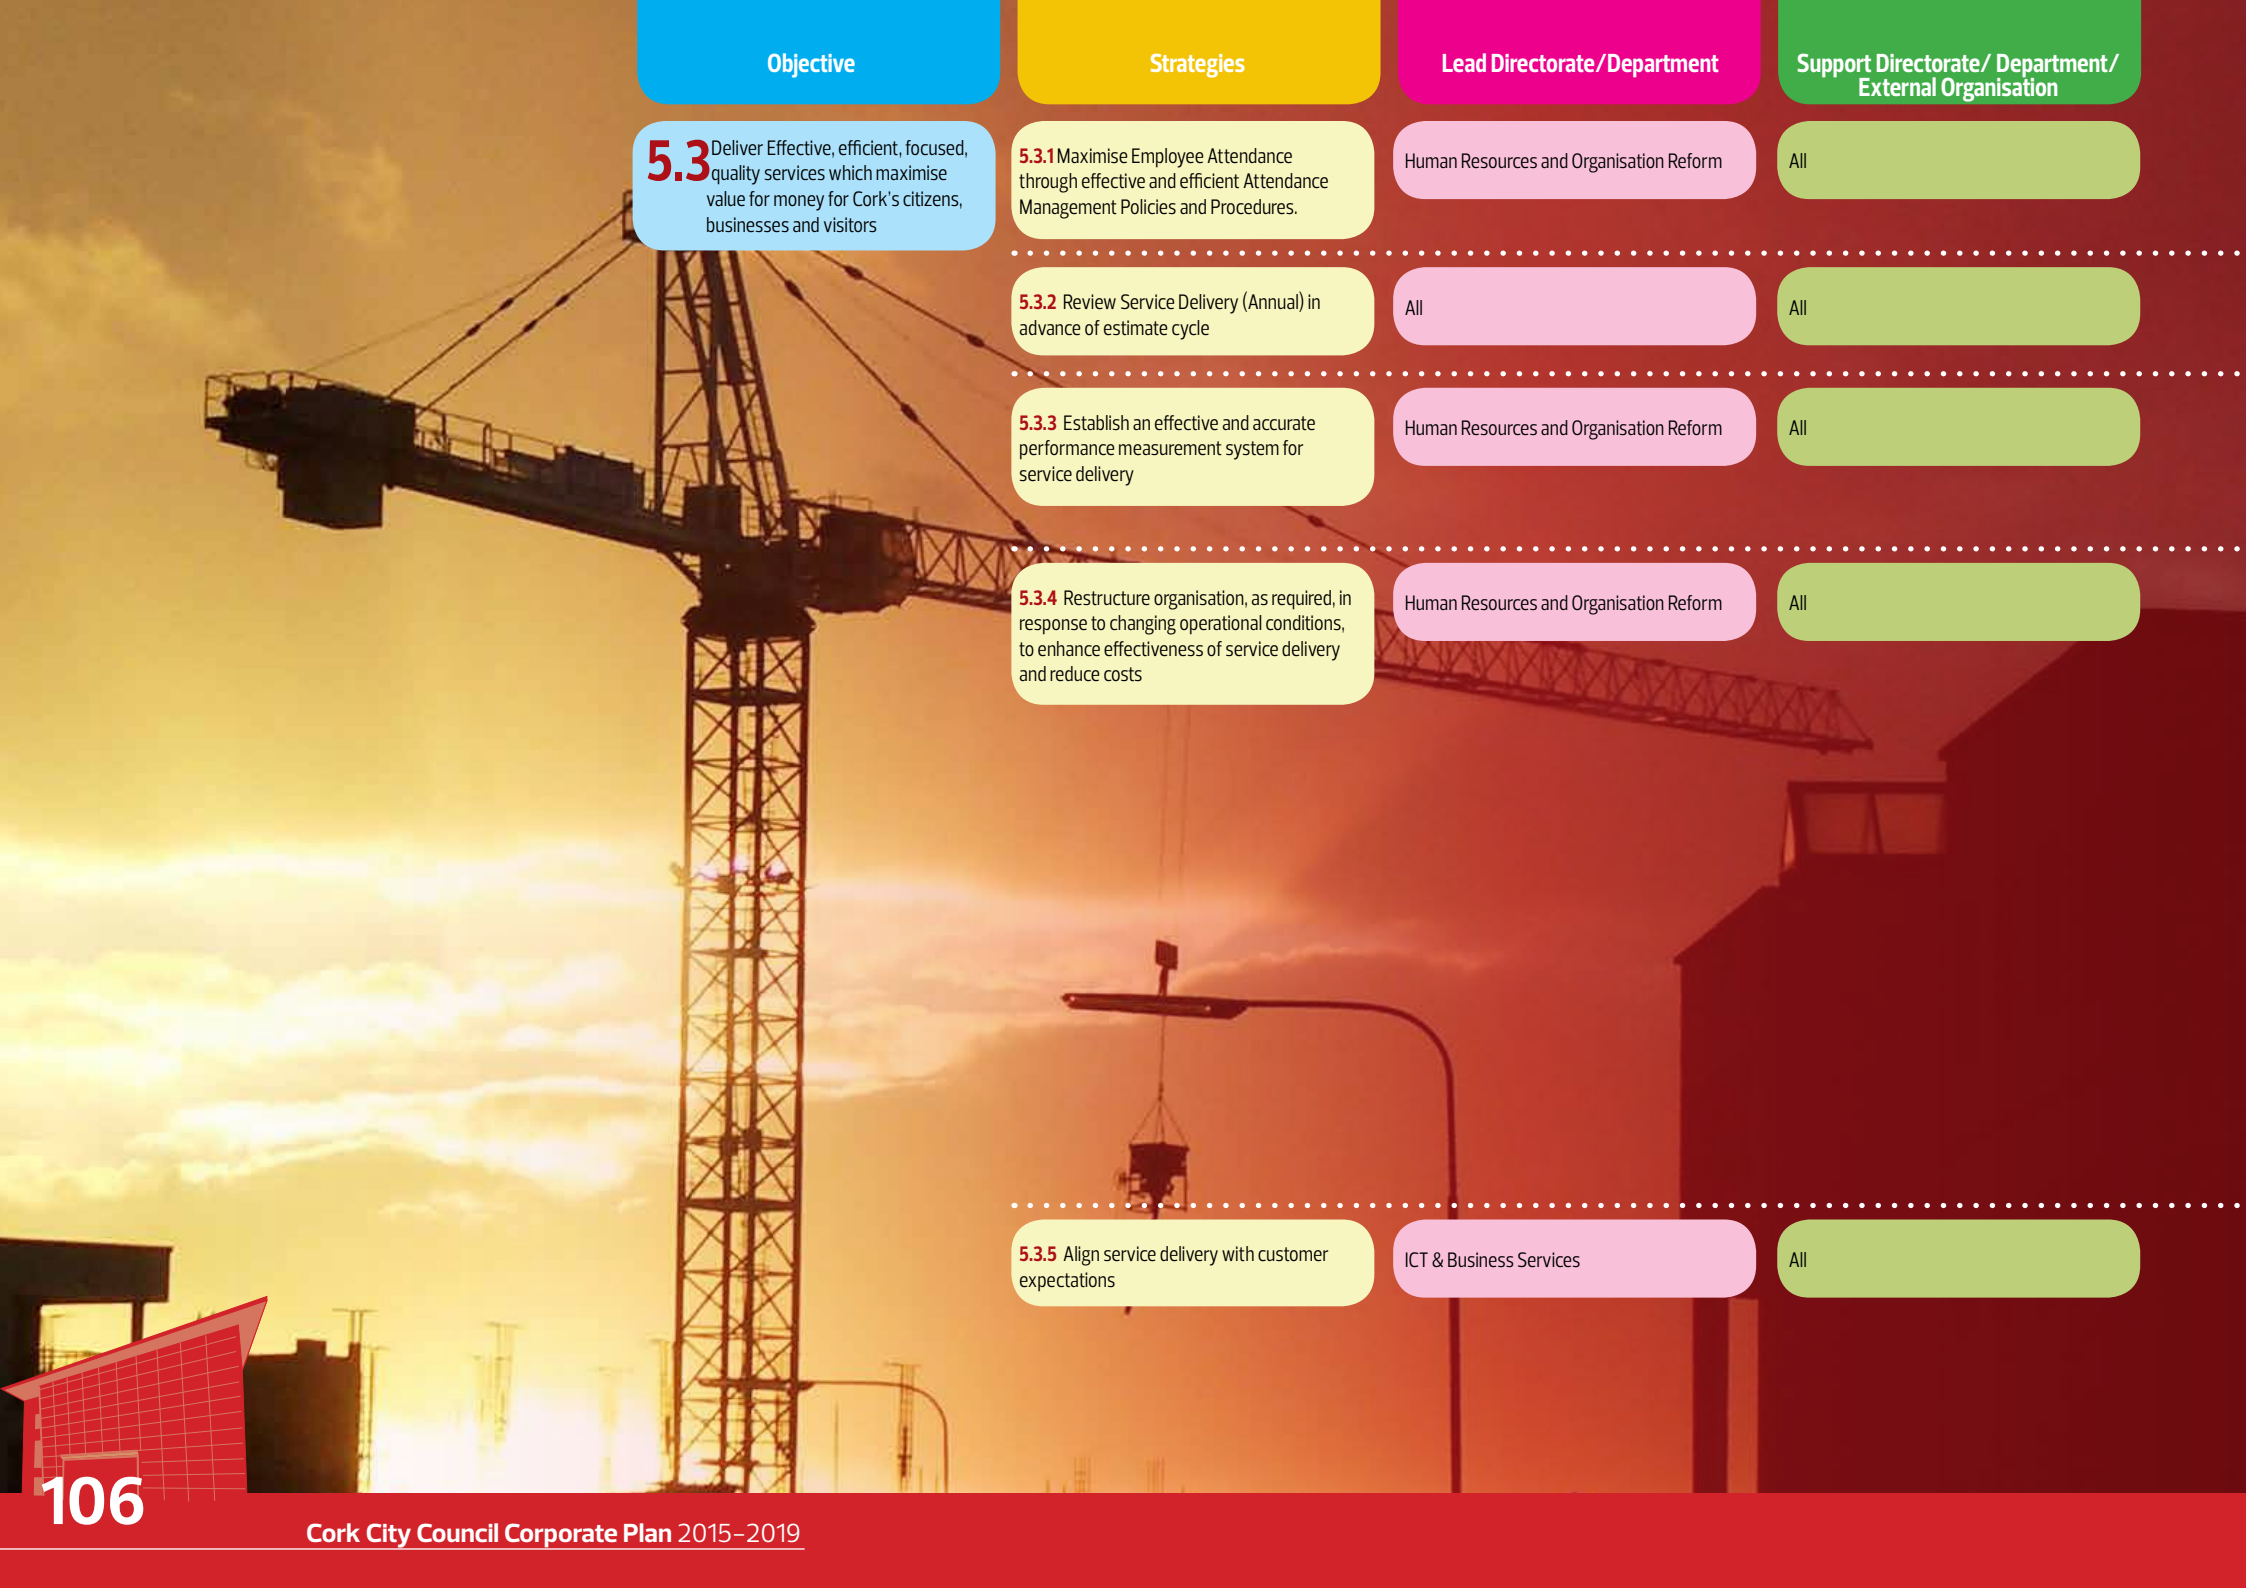 Objective
Strategies
Lead Directorate/Department
Support Directorate/ Department/
External Organisation
5.3 Deliver Effective, efficient, focused,
quality services which maximise
value for money for Cork's citizens,
businesses and visitors
5.3.1 Maximise Employee Attendance
through effective and efficient Attendance
Management Policies and Procedures.
Human Resources and Organisation Reform
All
5.3.2 Review Service Delivery (Annual) in
advance of estimate cycle
All
All
5.3.3 Establish an effective and accurate
performance measurement system for
service delivery
Human Resources and Organisation Reform
All
5.3.4 Restructure organisation, as required, in
response to changing operational conditions,
to enhance effectiveness of service delivery
and reduce costs
Human Resources and Organisation Reform
All
5.3.5 Align service delivery with customer
expectations
ICT & Business Services
All
106
Cork City Council Corporate Plan 2015–2019